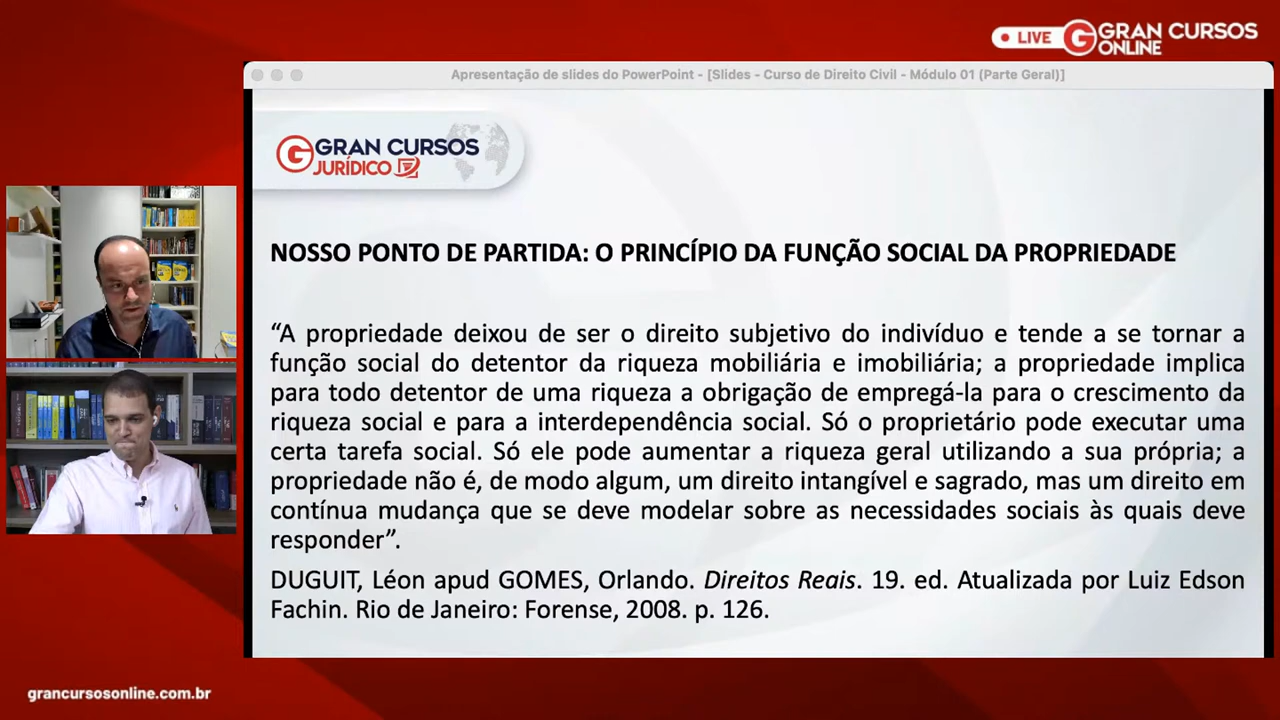 LIVE
GRAN CURSOS
ONLINE
Apresentação de slides do PowerPoint - [Slides - Curso de Direito Civil - Módulo 01 (Parte Geral)]
GRAN CURSOS
JURÍDICO
NOSSO PONTO DE PARTIDA: O PRINCÍPIO DA FUNÇÃO SOCIAL DA PROPRIEDADE
“A propriedade deixou de ser o direito subjetivo do indivíduo e tende a se tornar a
função social do detentor da riqueza mobiliária e imobiliária; a propriedade implica
para todo detentor de uma riqueza a obrigação de empregá-la para o crescimento da
riqueza social e para a interdependência social. Só o proprietário pode executar uma
certa tarefa social. Só ele pode aumentar a riqueza geral utilizando a sua própria; a
propriedade não é, de modo algum, um direito intangível e sagrado, mas um direito em
contínua mudança que se deve modelar sobre as necessidades sociais às quais deve
responder”.
DUGUIT, Léon apud GOMES, Orlando. Direitos Reais. 19. ed. Atualizada por Luiz Edson
Fachin. Rio de Janeiro: Forense, 2008. p. 126.
grancursosonline.com.br